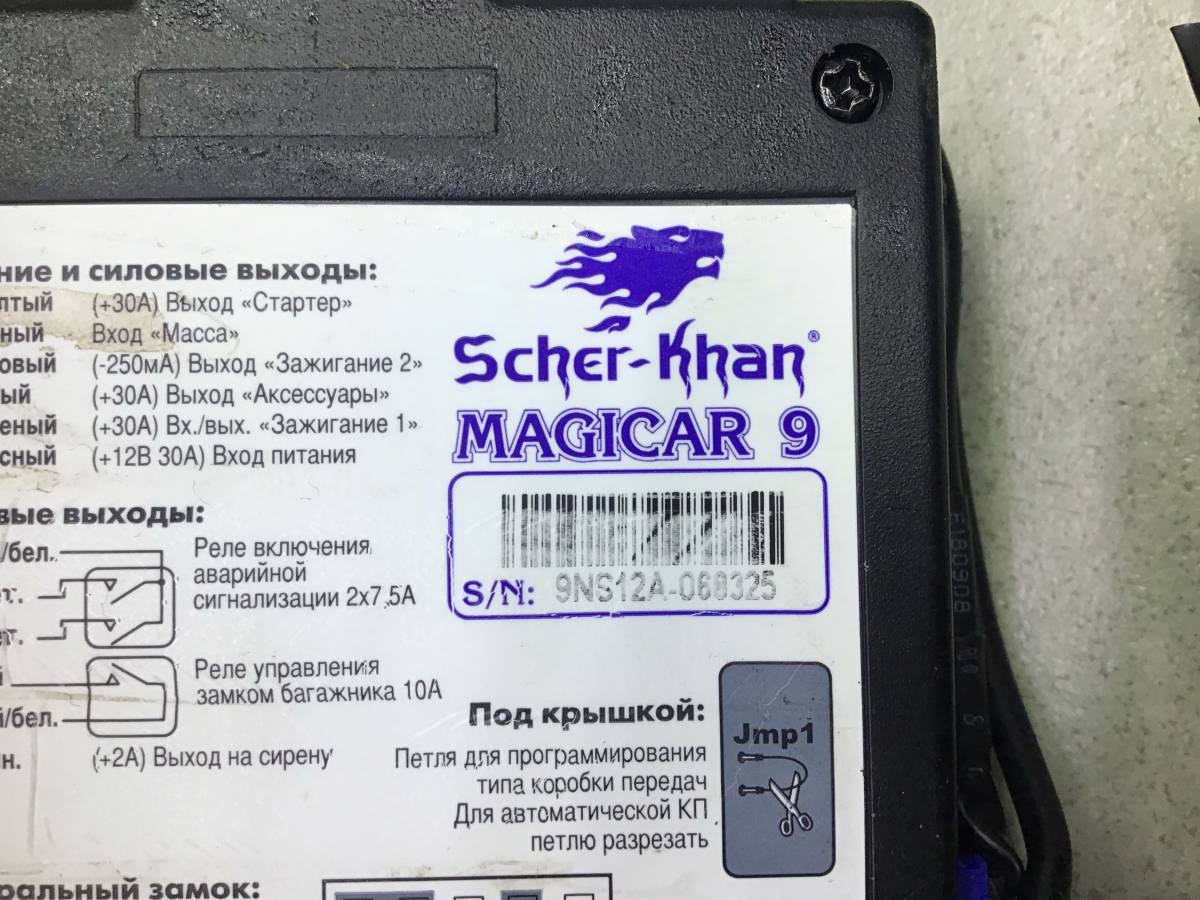 ние и силовые выходы:
лтый (+30А) Выход «Стартер»
ный Вход «Масса»
овый (-250мА) Выход «Зажигание 2»
ый (+30А) Выход «Аксессуары»
еный (+30А) Вх./вых. «Зажигание 1»
сный (+12В 30А) Вход питания
Scher-Khan®
MAGICAR 9
S/N: 9NS12A-068325
вые выходы:
/бел.
ет.
ет.
Реле включения
аварийной
сигнализации 2х7,5А
й/бел.
Реле управления
замком багажника 10А
н. (+2А) Выход на сирену
Под крышкой:
Петля для программирования
типа коробки передач
Для автоматической КП
петлю разрезать
Jmp1
ральный замок: